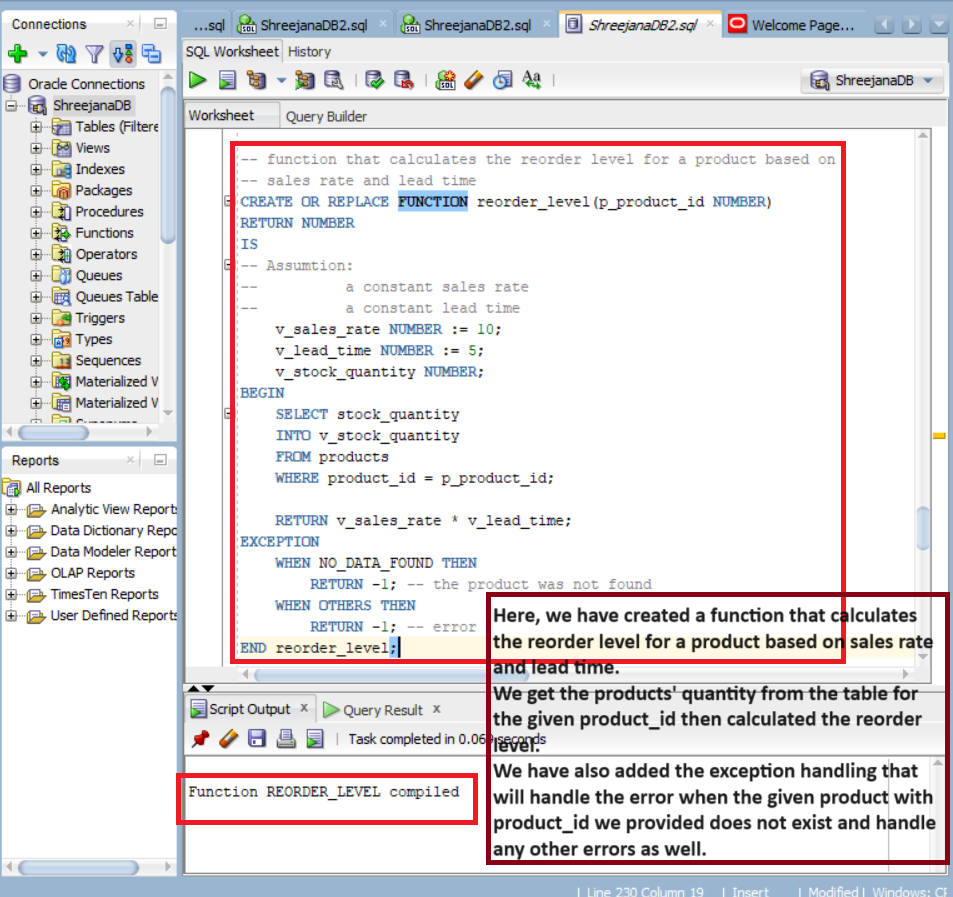 Connections
...sql
ShreejanaDB2.sql
ShreejanaDB2.sql
ShreejanaDB2.sql
Welcome Page...
SQL Worksheet
History
ShreejanaDB
Worksheet
Query Builder
Oracle Connections
ShreejanaDB
Tables (Filtere
Views
Indexes
Packages
Procedures
Functions
Operators
Queues
Queues Table
Triggers
Types
Sequences
Materialized V
Materialized V
Reports
All Reports
Analytic View Reports
Data Dictionary Repo
Data Modeler Report
OLAP Reports
TimesTen Reports
User Defined Reports
-- function that calculates the reorder level for a product based on
-- sales rate and lead time
CREATE OR REPLACE FUNCTION reorder_level(p_product_id NUMBER)
RETURN NUMBER
IS
-- Assumtion:
-- a constant sales rate
-- a constant lead time
v_sales_rate NUMBER := 10;
v_lead_time NUMBER := 5;
v_stock_quantity NUMBER;
BEGIN
SELECT stock_quantity
INTO v_stock_quantity
FROM products
WHERE product_id = p_product_id;
RETURN v_sales_rate * v_lead_time;
EXCEPTION
WHEN NO_DATA_FOUND THEN
RETURN -1; -- the product was not found
WHEN OTHERS THEN
RETURN -1; -- error
END reorder_level;
Here, we have created a function that calculates
the reorder level for a product based on sales rate
and lead time.
We get the products' quantity from the table for
the given product_id then calculated the reorder
level.
We have also added the exception handling that
will handle the error when the given product with
product_id we provided does not exist and handle
any other errors as well.
Script Output
Query Result
Task completed in 0.069 seconds
Function REORDER_LEVEL compiled
Line 230 Column 19
Insert
Modified
Windows: CF